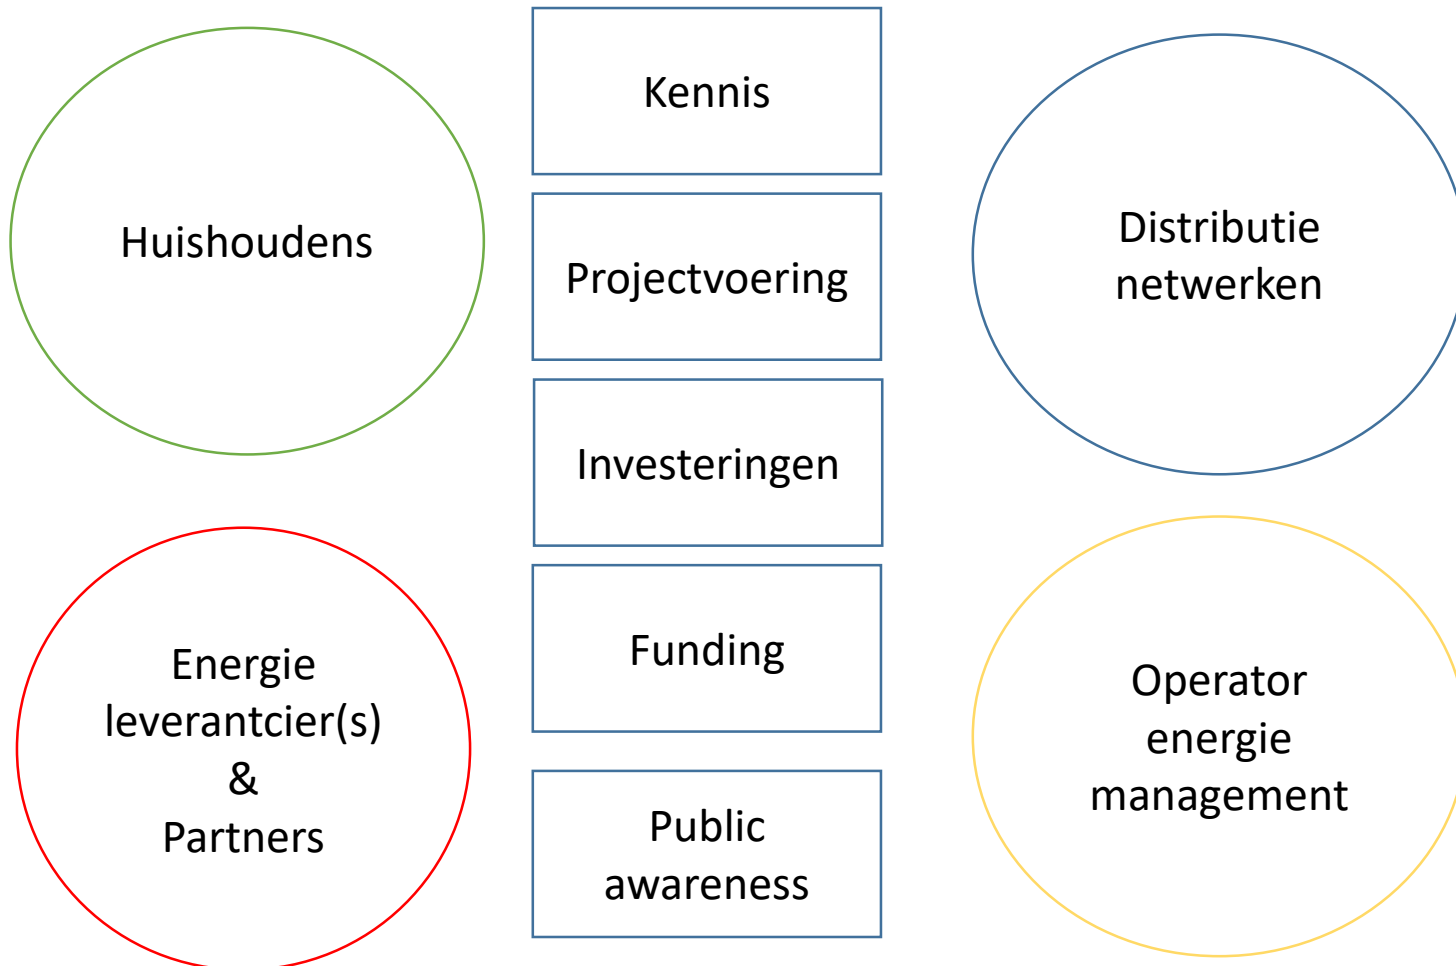 Huishoudens
Energie
leverantcier(s)
&
Partners
Kennis
Projectvoering
Investeringen
Funding
Public
awareness
Distributie
netwerken
Operator
energie
management